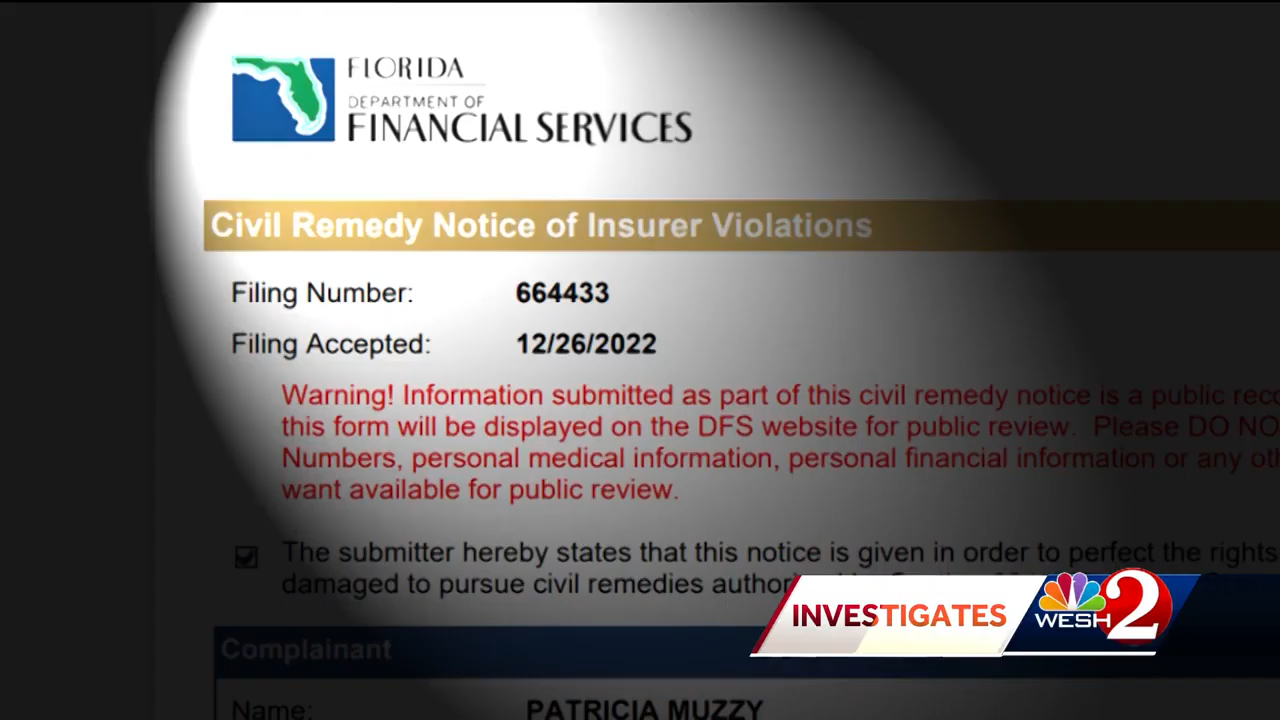 FLORIDA
DEPARTMENT OF
FINANCIAL SERVICES
Civil Remedy Notice of Insurer Violations
Filing Number: 664433
Filing Accepted: 12/26/2022
Warning! Information submitted as part of this civil remedy notice is a public
this form will be displayed on the DFS website for public review. Please DO
Numbers, personal medical information, personal financial information or any
want available for public review.
The submitter hereby states that this notice is given in order to perfect the rights
damaged to pursue civil remedies
INVESTIGATES
WESH 2
Complainant
Name: PATRICIA MUZZY